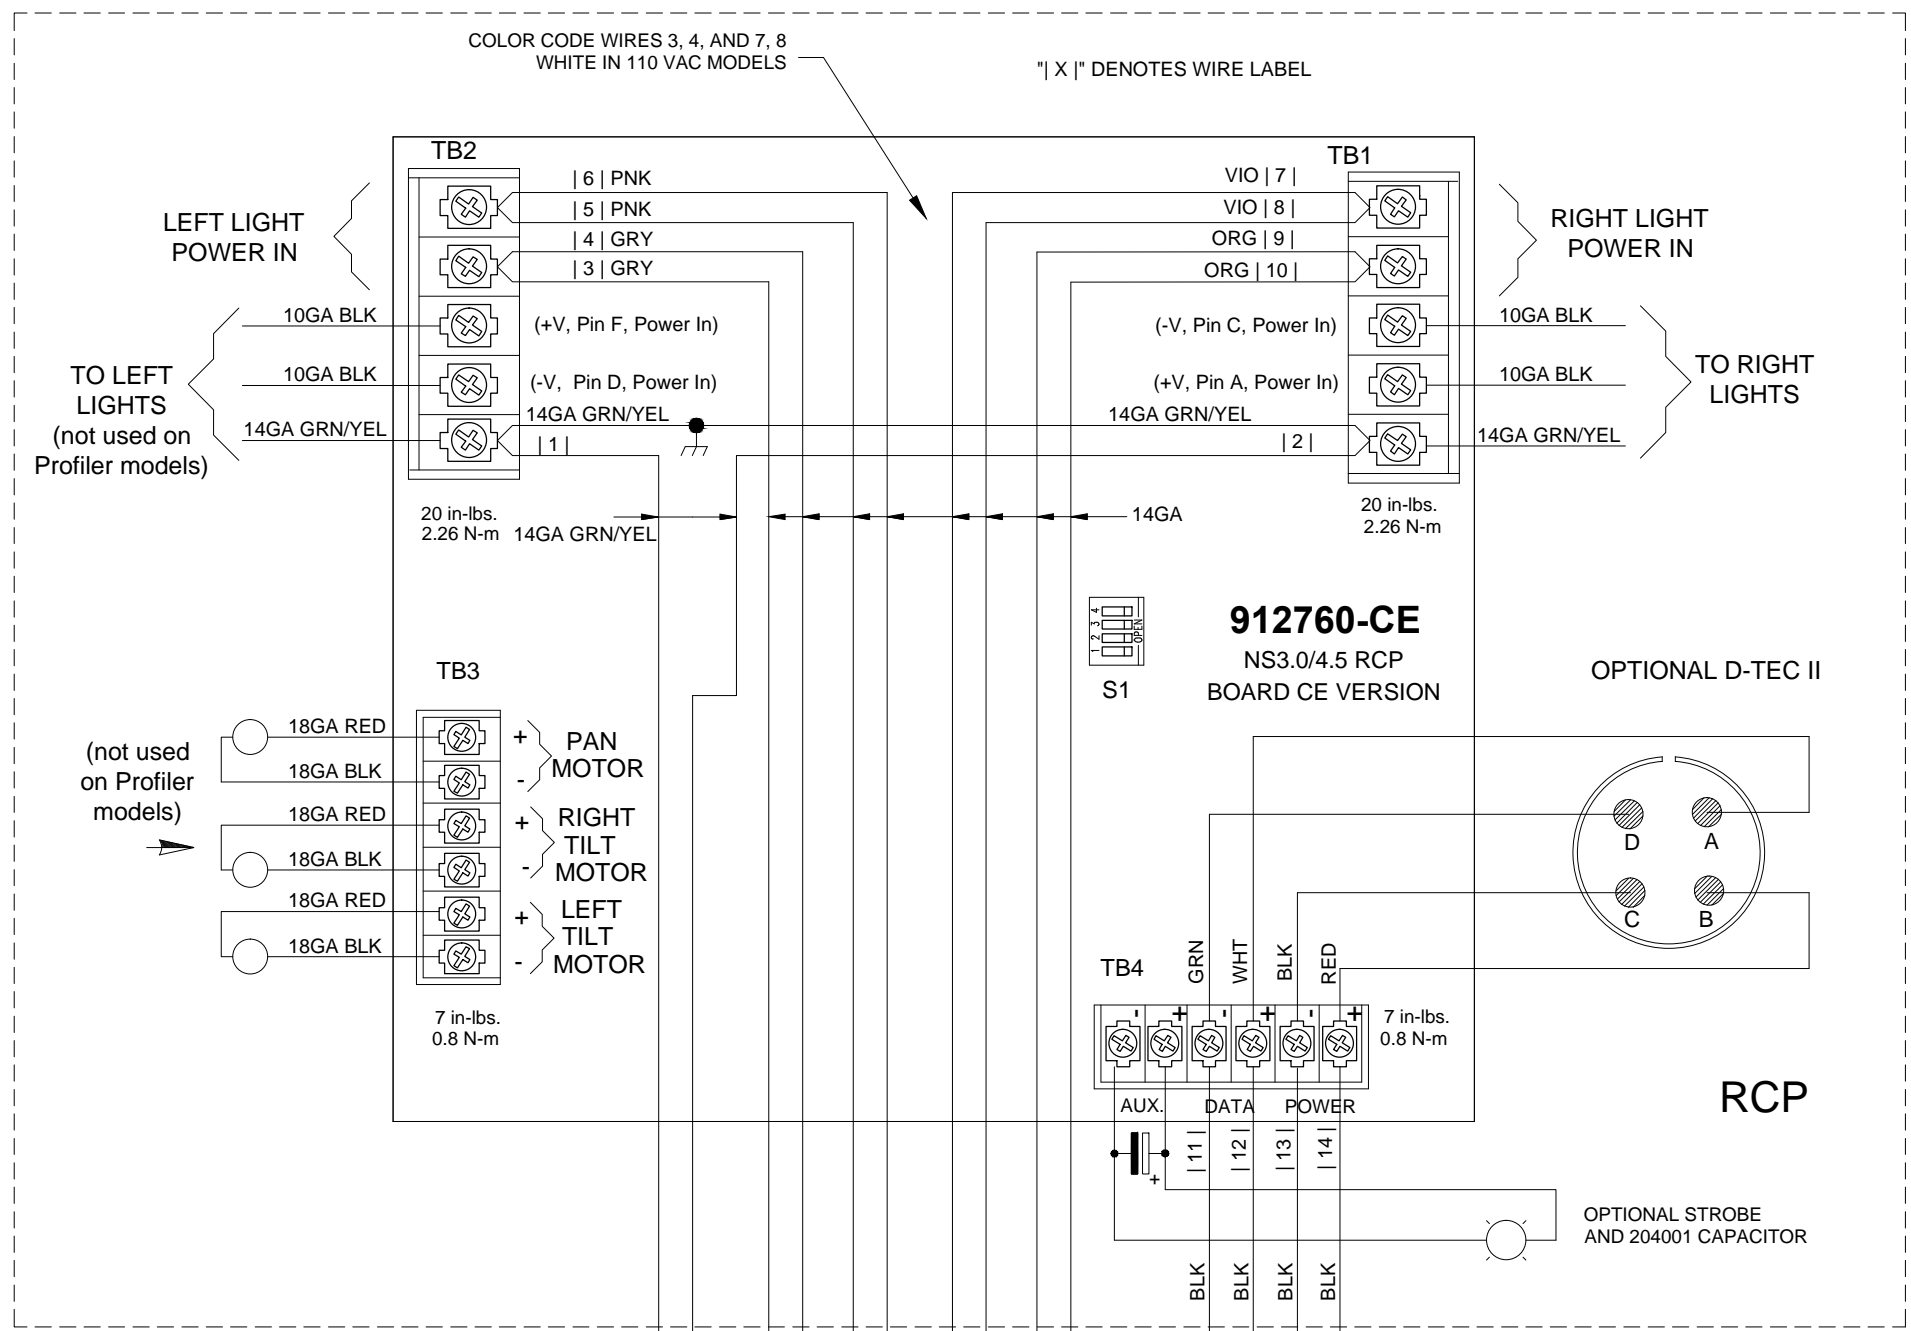 COLOR CODE WIRES 3, 4, AND 7, 8
WHITE IN 110 VAC MODELS
"| X |" DENOTES WIRE LABEL
TB2
TB1
| 6 | PNK
| 5 | PNK
| 4 | GRY
| 3 | GRY
VIO | 7 |
VIO | 8 |
ORG | 9 |
ORG | 10 |
LEFT LIGHT
POWER IN
RIGHT LIGHT
POWER IN
10GA BLK
(+V, Pin F, Power In)
(-V, Pin C, Power In)
10GA BLK
TO LEFT
LIGHTS
(not used on
Profiler models)
10GA BLK
(-V, Pin D, Power In)
(+V, Pin A, Power In)
10GA BLK
TO RIGHT
LIGHTS
14GA GRN/YEL
14GA GRN/YEL
14GA GRN/YEL
14GA GRN/YEL
| 1 |
| 2 |
20 in-lbs.
2.26 N-m
14GA GRN/YEL
14GA
20 in-lbs.
2.26 N-m
4
3
2
1
OPEN
S1
912760-CE
NS3.0/4.5 RCP
BOARD CE VERSION
OPTIONAL D-TEC II
TB3
(not used
on Profiler
models)
18GA RED
+
PAN
MOTOR
18GA BLK
-
18GA RED
+
RIGHT
TILT
MOTOR
18GA BLK
-
18GA RED
+
LEFT
TILT
MOTOR
18GA BLK
-
7 in-lbs.
0.8 N-m
D
A
C
B
TB4
GRN
WHT
BLK
RED
- + - + - +
7 in-lbs.
0.8 N-m
AUX.
DATA
POWER
RCP
| 11 |
| 12 |
| 13 |
| 14 |
+
OPTIONAL STROBE
AND 204001 CAPACITOR
BLK
BLK
BLK
BLK